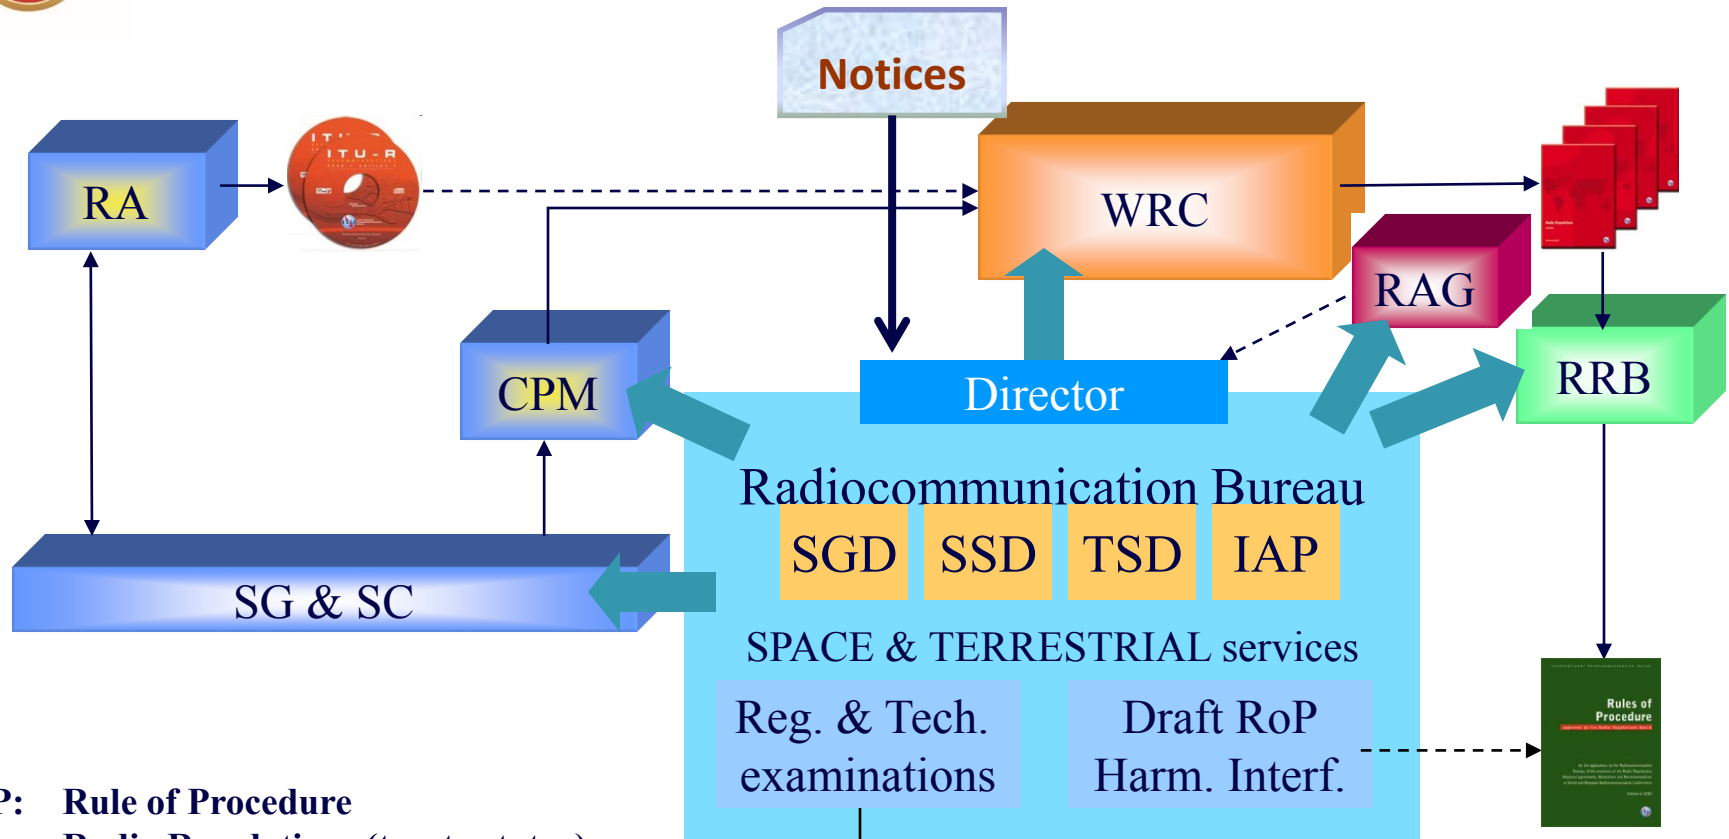 Notices
RA
ITU-R
WRC
RAG
CPM
Director
RRB
Radiocommunication Bureau
SGD
SSD
TSD
IAP
SG & SC
SPACE & TERRESTRIAL services
Reg. & Tech.
examinations
Draft RoP
Harm. Interf.
Rules of
Procedure
P: Rule of Procedure